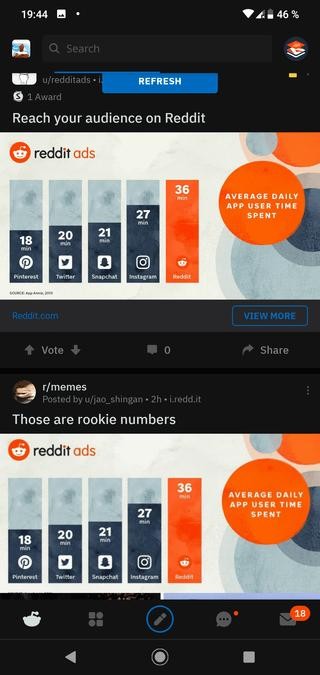 19:44
46 %
Search
u/redditads • i.
REFRESH
1 Award
Reach your audience on Reddit
reddit ads
36
min
27
min
21
min
20
min
18
min
AVERAGE DAILY
APP USER TIME
SPENT
Pinterest
Twitter
Snapchat
Instagram
Reddit
SOURCE: App Annie, 2019
Reddit.com
VIEW MORE
Vote
0
Share
r/memes
Posted by u/jao_shingan • 2h • i.redd.it
Those are rookie numbers
reddit ads
36
min
27
min
21
min
20
min
18
min
AVERAGE DAILY
APP USER TIME
SPENT
Pinterest
Twitter
Snapchat
Instagram
Reddit
18